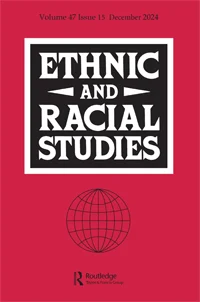 Volume 47 Issue 15 December 2024
ETHNIC
AND
RACIAL
STUDIES
Routledge
Taylor & Francis Group